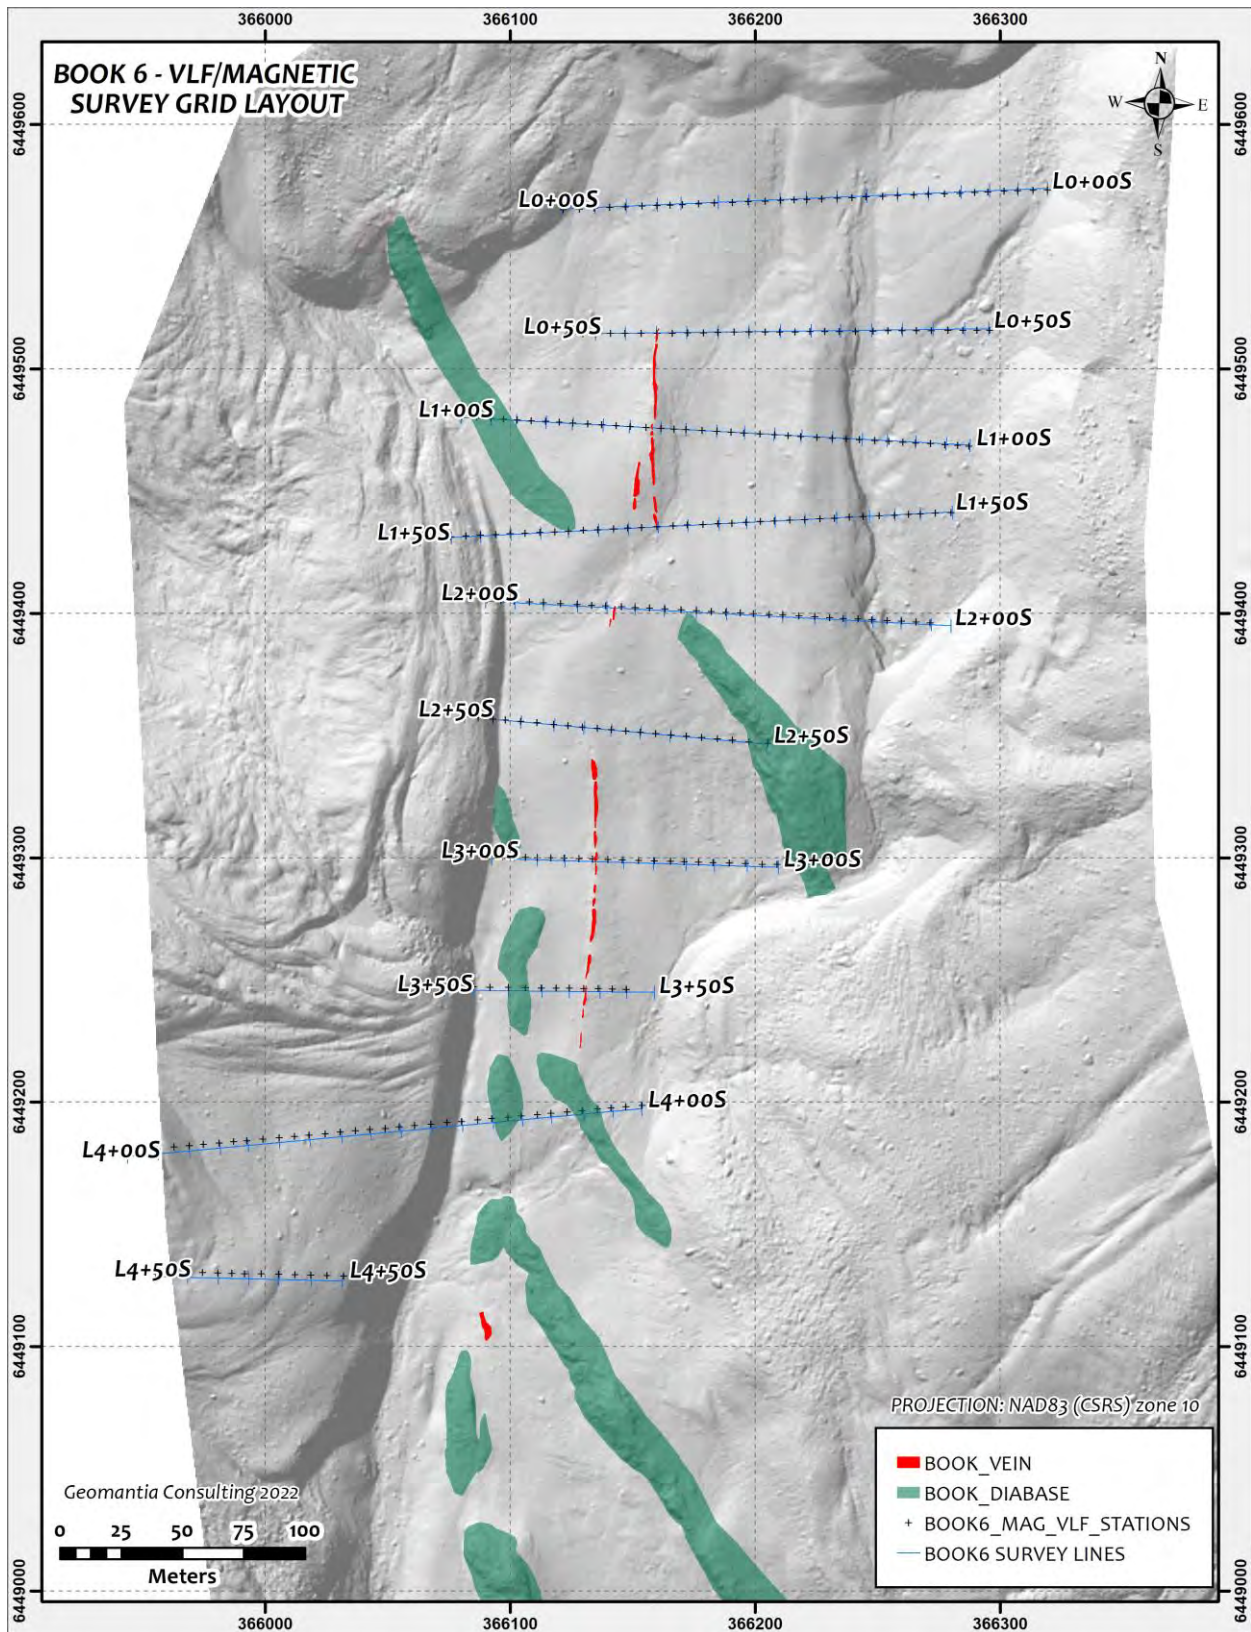 366000 366100 366200 366300
BOOK 6 - VLF/MAGNETIC
SURVEY GRID LAYOUT
N
W E
S
6449600 6449600
L0+00S L0+00S
L0+50S L0+50S
6449500 6449500
L1+00S L1+00S
L1+50S L1+50S
6449400 6449400
L2+00S L2+00S
L2+50S L2+50S
6449300 6449300
L3+00S L3+00S
L3+50S L3+50S
6449200 6449200
L4+00S L4+00S
L4+50S L4+50S
6449100 6449100
PROJECTION: NAD83 (CSRS) zone 10
BOOK_VEIN
BOOK_DIABASE
BOOK6_MAG_VLF_STATIONS
BOOK6 SURVEY LINES
Geomantia Consulting 2022
0 25 50 75 100
Meters
6449000 6449000
366000 366100 366200 366300